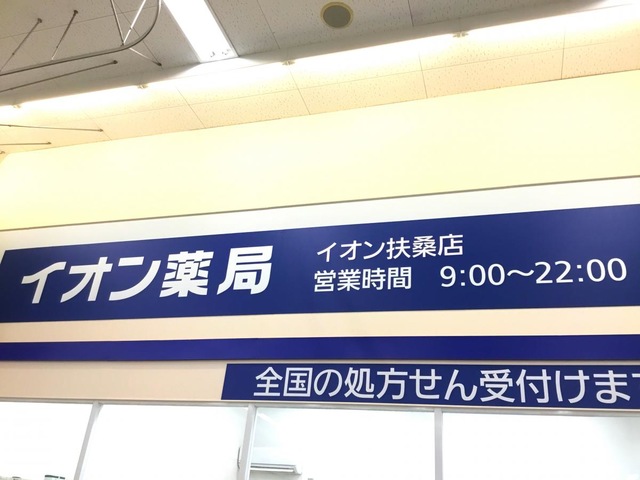 イオン薬局
イオン扶桑店
営業時間 9:00～22:00
全国の処方せん受付けま